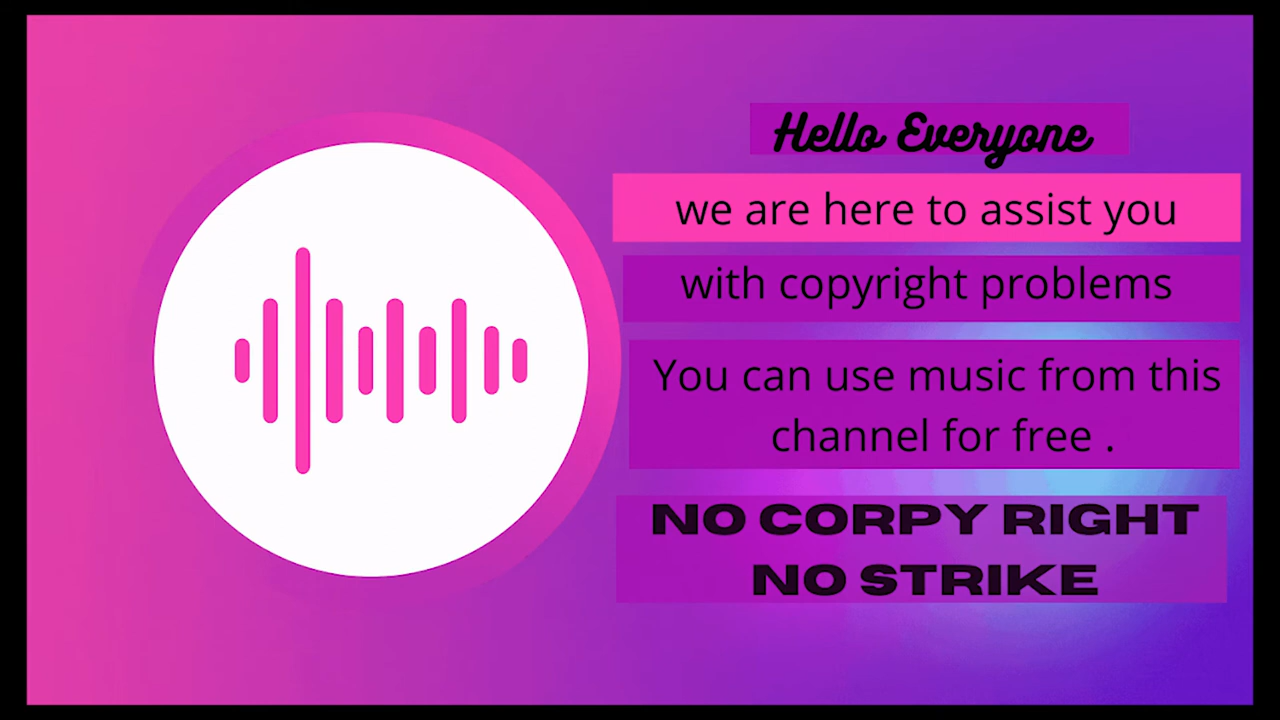 Hello Everyone
we are here to assist you
with copyright problems
You can use music from this
channel for free .
NO CORPY RIGHT
NO STRIKE